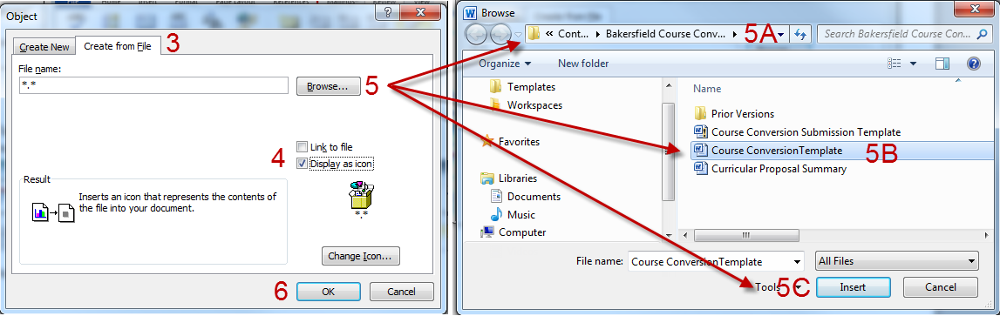 Object
Create New
Create from File
3
File name:
*.*
Browse...
5
Link to file
4
Display as icon
Result
Inserts an icon that represents the contents of
the file into your document.
*.*
Change Icon...
6
OK
Cancel
Browse
« Cont...
Bakersfield Course Conv...
5A
Search Bakersfield Course Con...
Organize
New folder
Templates
Workspaces
Favorites
Libraries
Documents
Music
Computer
Name
Prior Versions
Course Conversion Submission Template
Course ConversionTemplate
5B
Curricular Proposal Summary
File name:
Course ConversionTemplate
All Files
Tools
5C
Insert
Cancel